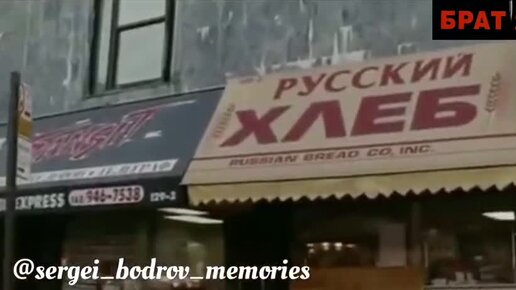 БРАТ
РУССКИЙ
ХЛЕБ
RUSSIAN BREAD CO, INC.
EXPRESS 946-7538
@sergei_bodrov_memories